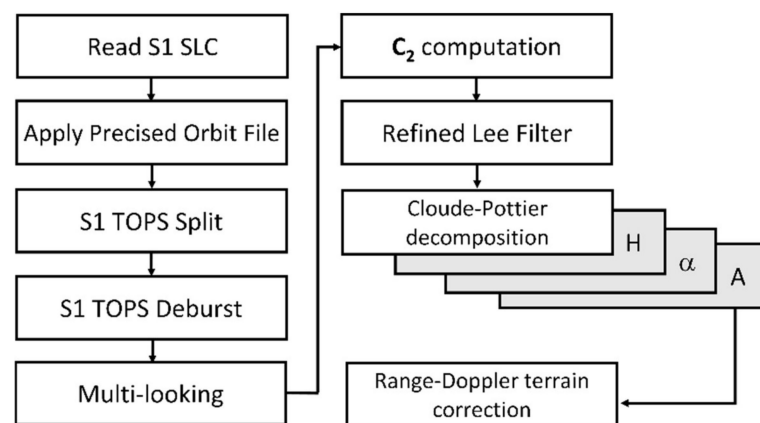 Read S1 SLC
Apply Precised Orbit File
S1 TOPS Split
S1 TOPS Deburst
Multi-looking
C₂ computation
Refined Lee Filter
Cloude-Pottier
decomposition
H
α
A
Range-Doppler terrain
correction